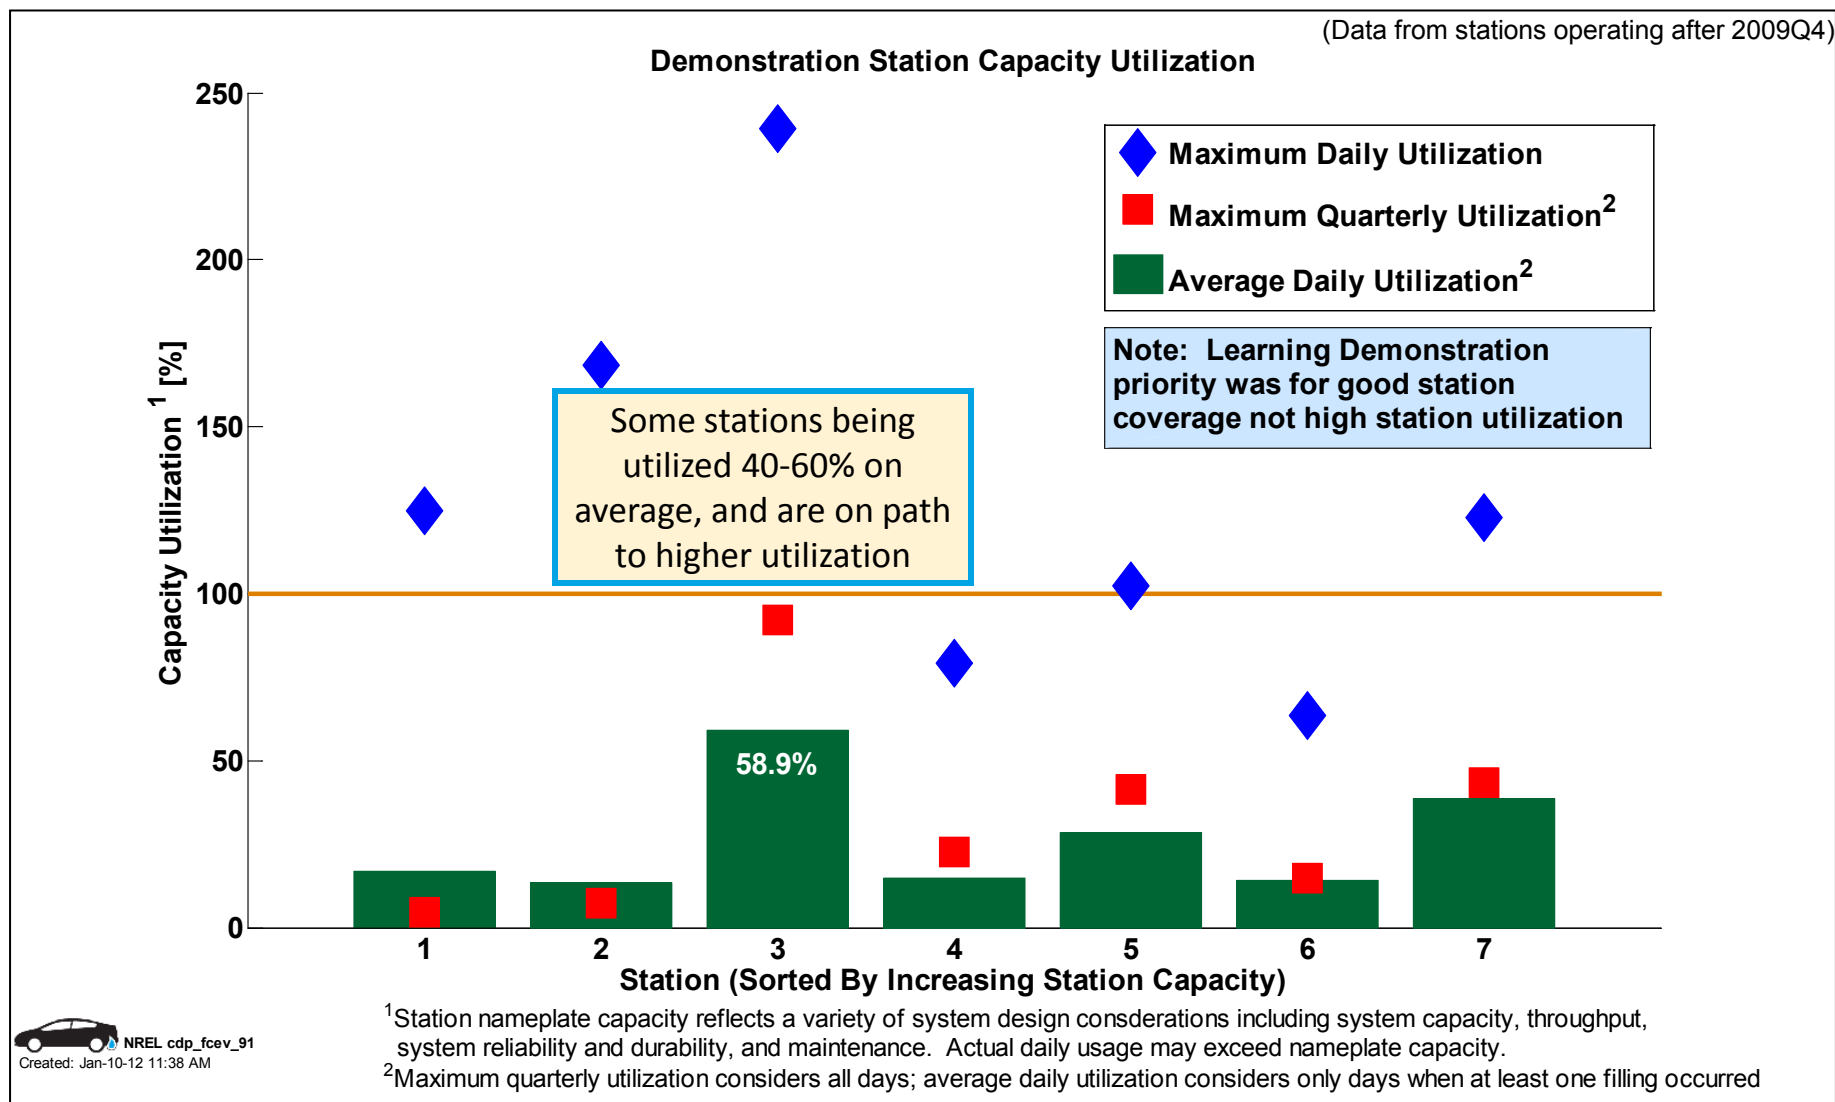 (Data from stations operating after 2009Q4)
Demonstration Station Capacity Utilization
250
200
150
100
50
0
Capacity Utilization ¹ [%]
Maximum Daily Utilization
Maximum Quarterly Utilization²
Average Daily Utilization²
Note:  Learning Demonstration
priority was for good station
coverage not high station utilization
Some stations being
utilized 40-60% on
average, and are on path
to higher utilization
58.9%
1 2 3 4 5 6 7
Station (Sorted By Increasing Station Capacity)
¹Station nameplate capacity reflects a variety of system design consderations including system capacity, throughput,
system reliability and durability, and maintenance.  Actual daily usage may exceed nameplate capacity.
²Maximum quarterly utilization considers all days; average daily utilization considers only days when at least one filling occurred
NREL cdp_fcev_91
Created: Jan-10-12 11:38 AM